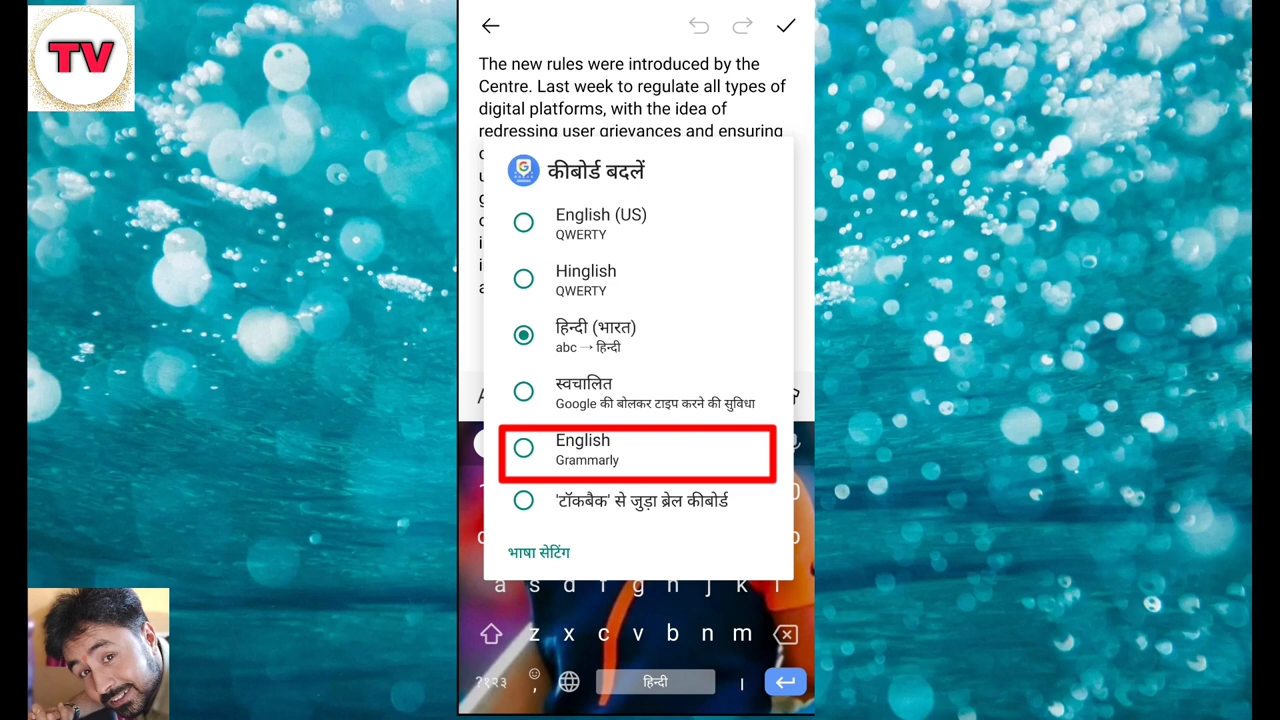 TV
The new rules were introduced by the
Centre. Last week to regulate all types of
digital platforms, with the idea of
redressing user grievances and ensuring
कीबोर्ड बदलें
English (US)
QWERTY
Hinglish
QWERTY
हिन्दी (भारत)
abc → हिन्दी
स्वचालित
Google की बोलकर टाइप करने की सुविधा
English
Grammarly
'टॉकबैक' से जुड़ा ब्रेल कीबोर्ड
भाषा सेटिंग
a s d f g h j k l
z x c v b n m
?१२३ , हिन्दी ।